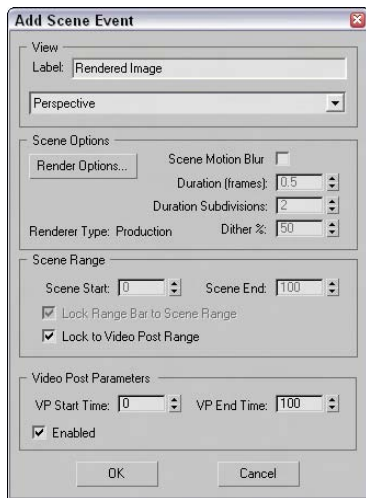 Add Scene Event
View
Label: Rendered Image
Perspective
Scene Options
Render Options...
Scene Motion Blur
Duration (frames): 0.5
Duration Subdivisions: 2
Renderer Type: Production
Dither %: 50
Scene Range
Scene Start: 0
Scene End: 100
Lock Range Bar to Scene Range
Lock to Video Post Range
Video Post Parameters
VP Start Time: 0
VP End Time: 100
Enabled
OK
Cancel